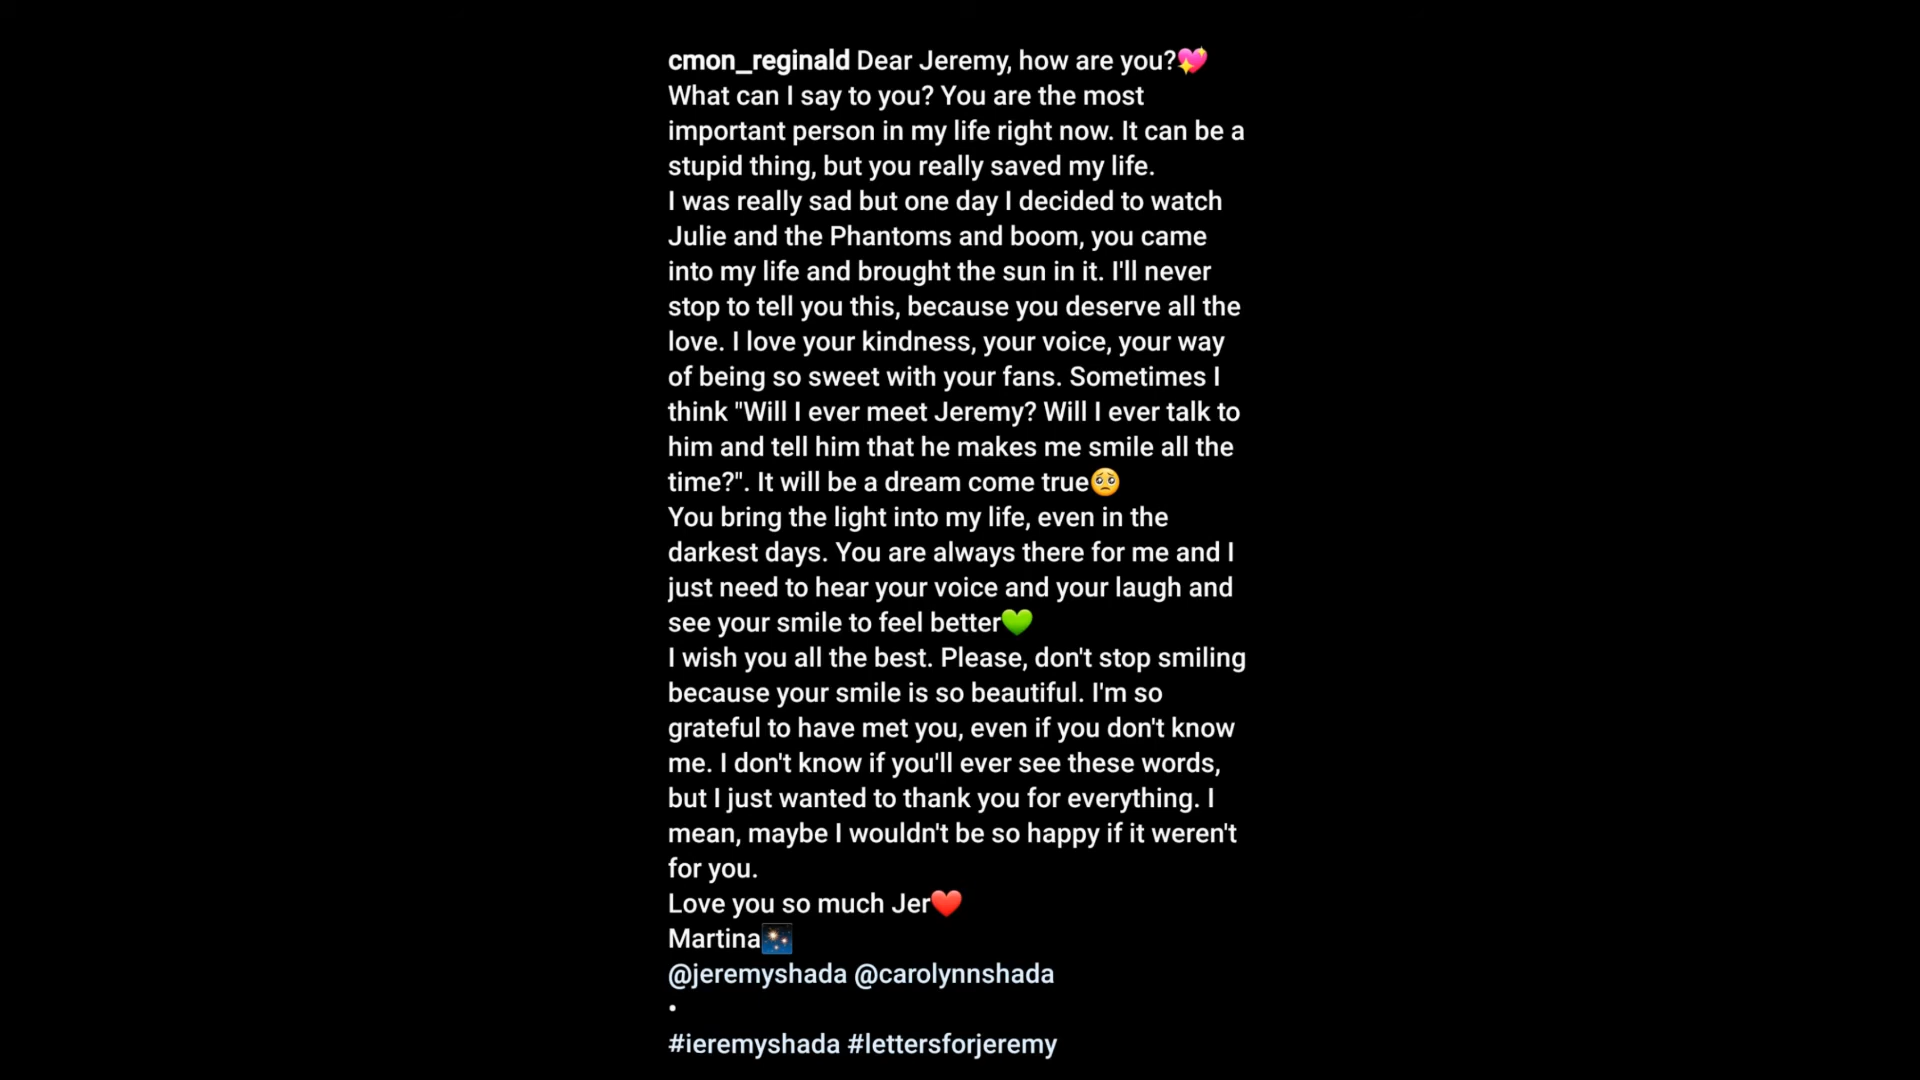 cmon_reginald Dear Jeremy, how are you?💖
What can I say to you? You are the most
important person in my life right now. It can be a
stupid thing, but you really saved my life.
I was really sad but one day I decided to watch
Julie and the Phantoms and boom, you came
into my life and brought the sun in it. I'll never
stop to tell you this, because you deserve all the
love. I love your kindness, your voice, your way
of being so sweet with your fans. Sometimes I
think "Will I ever meet Jeremy? Will I ever talk to
him and tell him that he makes me smile all the
time?". It will be a dream come true🥺
You bring the light into my life, even in the
darkest days. You are always there for me and I
just need to hear your voice and your laugh and
see your smile to feel better💚
I wish you all the best. Please, don't stop smiling
because your smile is so beautiful. I'm so
grateful to have met you, even if you don't know
me. I don't know if you'll ever see these words,
but I just wanted to thank you for everything. I
mean, maybe I wouldn't be so happy if it weren't
for you.
Love you so much Jer❤️
Martina🎇
@jeremyshada @carolynnshada
•
#jeremyshada #lettersforjeremy